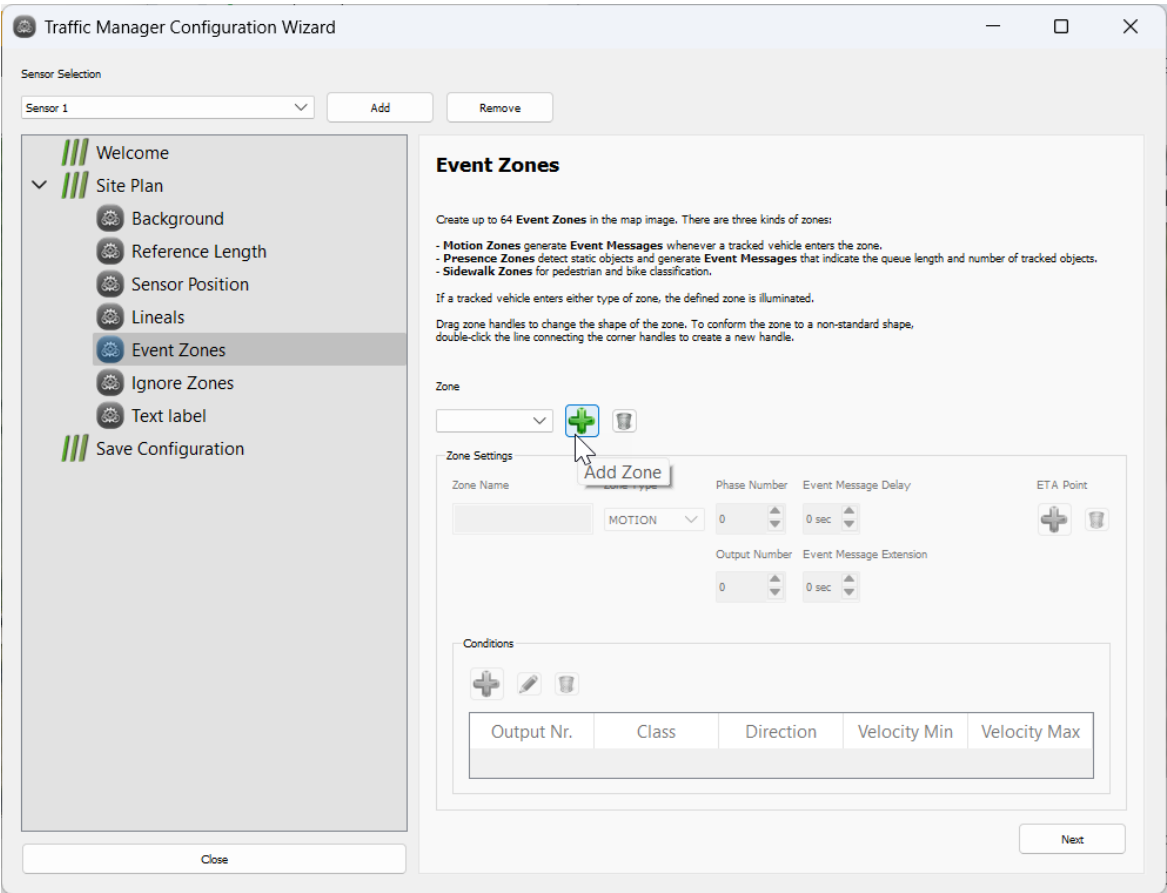 Traffic Manager Configuration Wizard
Sensor Selection
Sensor 1
Add
Remove
Welcome
Site Plan
Background
Reference Length
Sensor Position
Lineals
Event Zones
Ignore Zones
Text label
Save Configuration
Close
Event Zones
Create up to 64 Event Zones in the map image. There are three kinds of zones:
- Motion Zones generate Event Messages whenever a tracked vehicle enters the zone.
- Presence Zones detect static objects and generate Event Messages that indicate the queue length and number of tracked objects.
- Sidewalk Zones for pedestrian and bike classification.
If a tracked vehicle enters either type of zone, the defined zone is illuminated.
Drag zone handles to change the shape of the zone. To conform the zone to a non-standard shape,
double-click the line connecting the corner handles to create a new handle.
Zone
Add Zone
Zone Settings
Zone Name
Zone Type
Phase Number
Event Message Delay
ETA Point
MOTION
0
0 sec
Output Number
Event Message Extension
0
0 sec
Conditions
Output Nr.
Class
Direction
Velocity Min
Velocity Max
Next